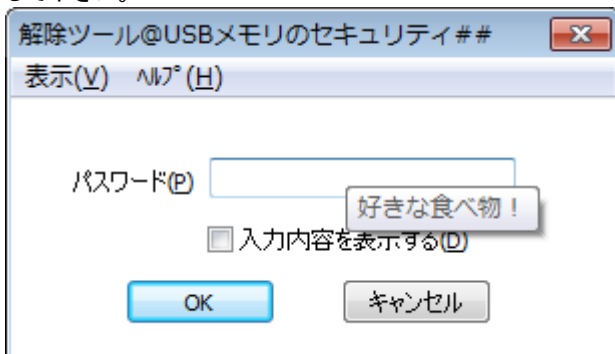 解除ツール@USBメモリのセキュリティ##
表示(V) ﾍﾙﾌﾟ(H)
パスワード(P)
好きな食べ物！
入力内容を表示する(D)
OK キャンセル